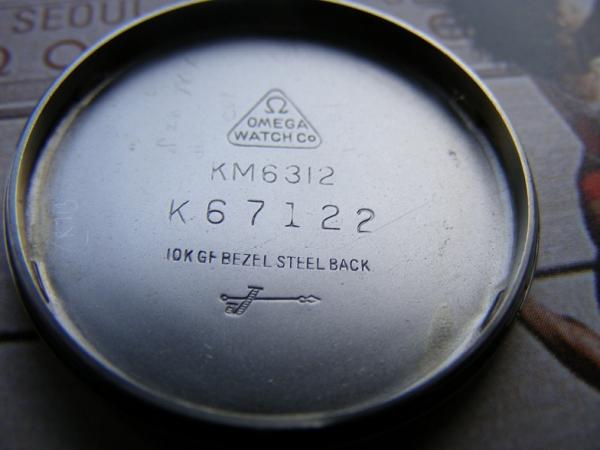 SEOUL
Ω
OMEGA
WATCH Co
KM6312
K67122
10K GF BEZEL STEEL BACK